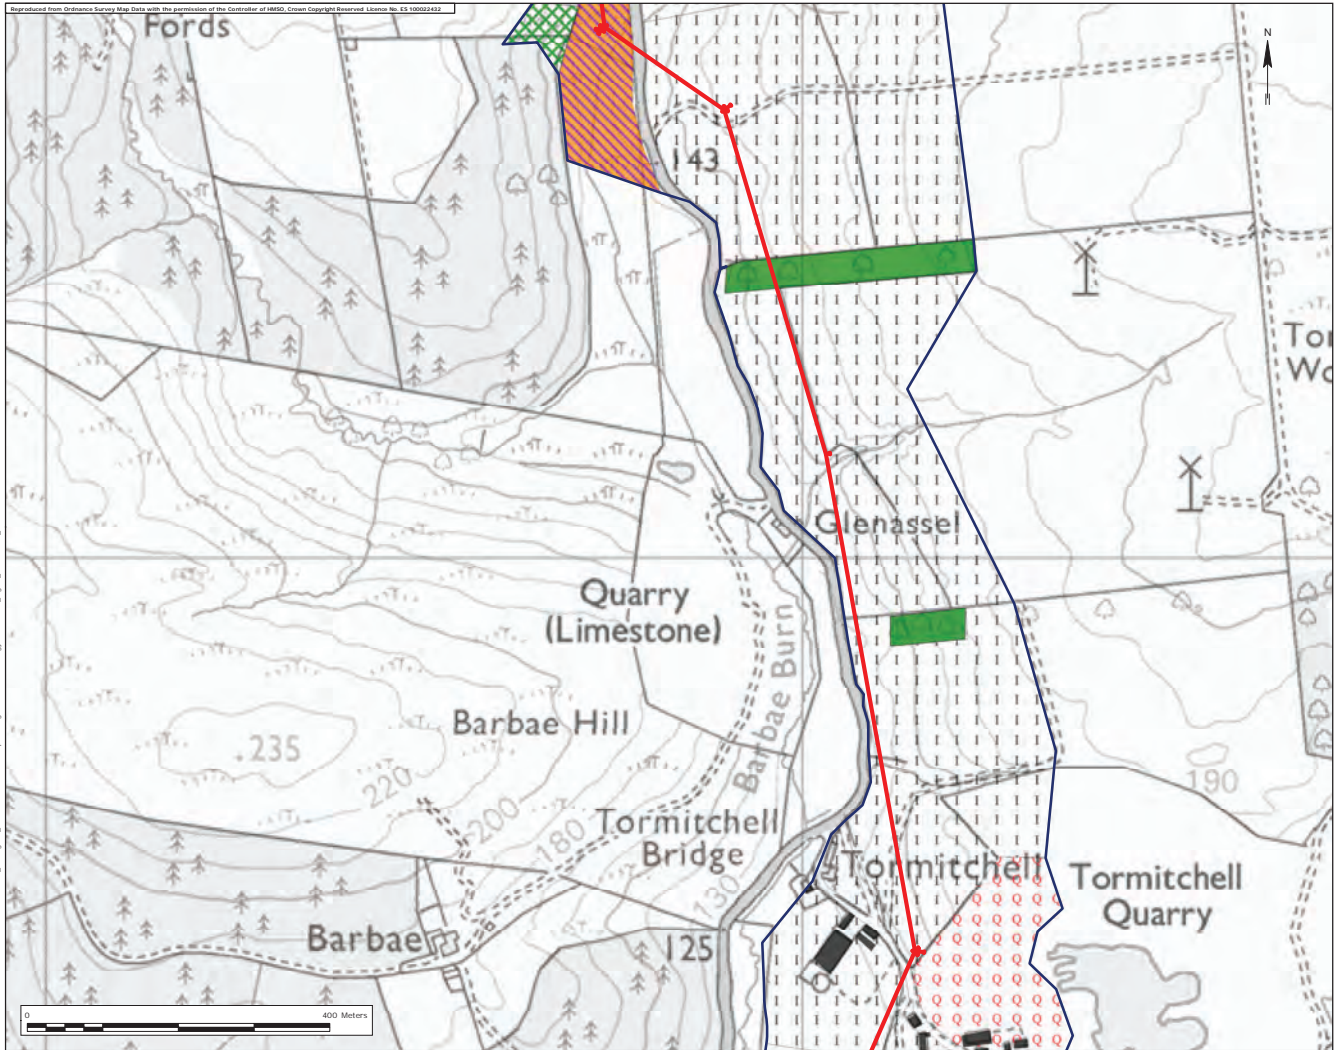 Reproduced from Ordnance Survey Map Data with the permission of the Controller of HMSO, Crown Copyright Reserved Licence No. ES 100022432
Fords
N
143
Glenassel
Quarry
(Limestone)
Barbae Burn
Barbae Hill
235
220
200
180
190
Tormitchell
Bridge
130
Tormitchell
Tormitchell
Quarry
Barbae
125
0
400 Meters